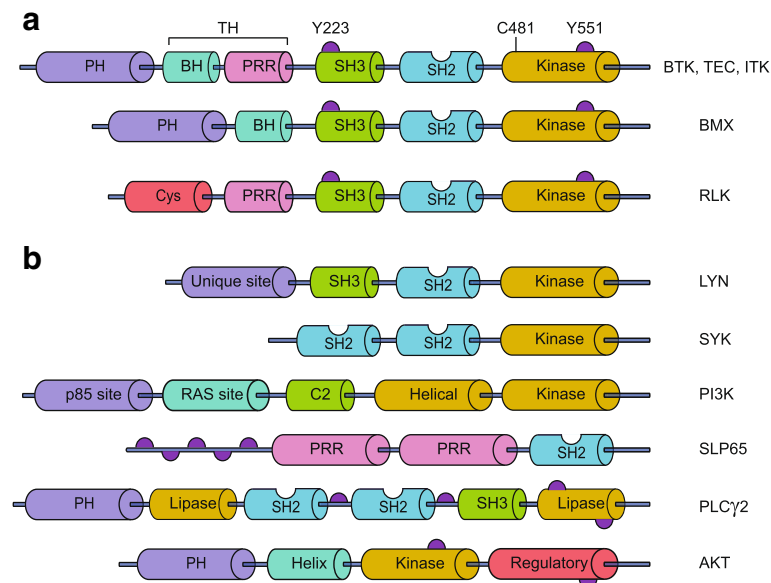 a
TH Y223 C481 Y551
PH BH PRR SH3 SH2 Kinase BTK, TEC, ITK
PH BH SH3 SH2 Kinase BMX
Cys PRR SH3 SH2 Kinase RLK
b
Unique site SH3 SH2 Kinase LYN
SH2 SH2 Kinase SYK
p85 site RAS site C2 Helical Kinase PI3K
PRR PRR SH2 SLP65
PH Lipase SH2 SH2 SH3 Lipase PLCγ2
PH Helix Kinase Regulatory AKT